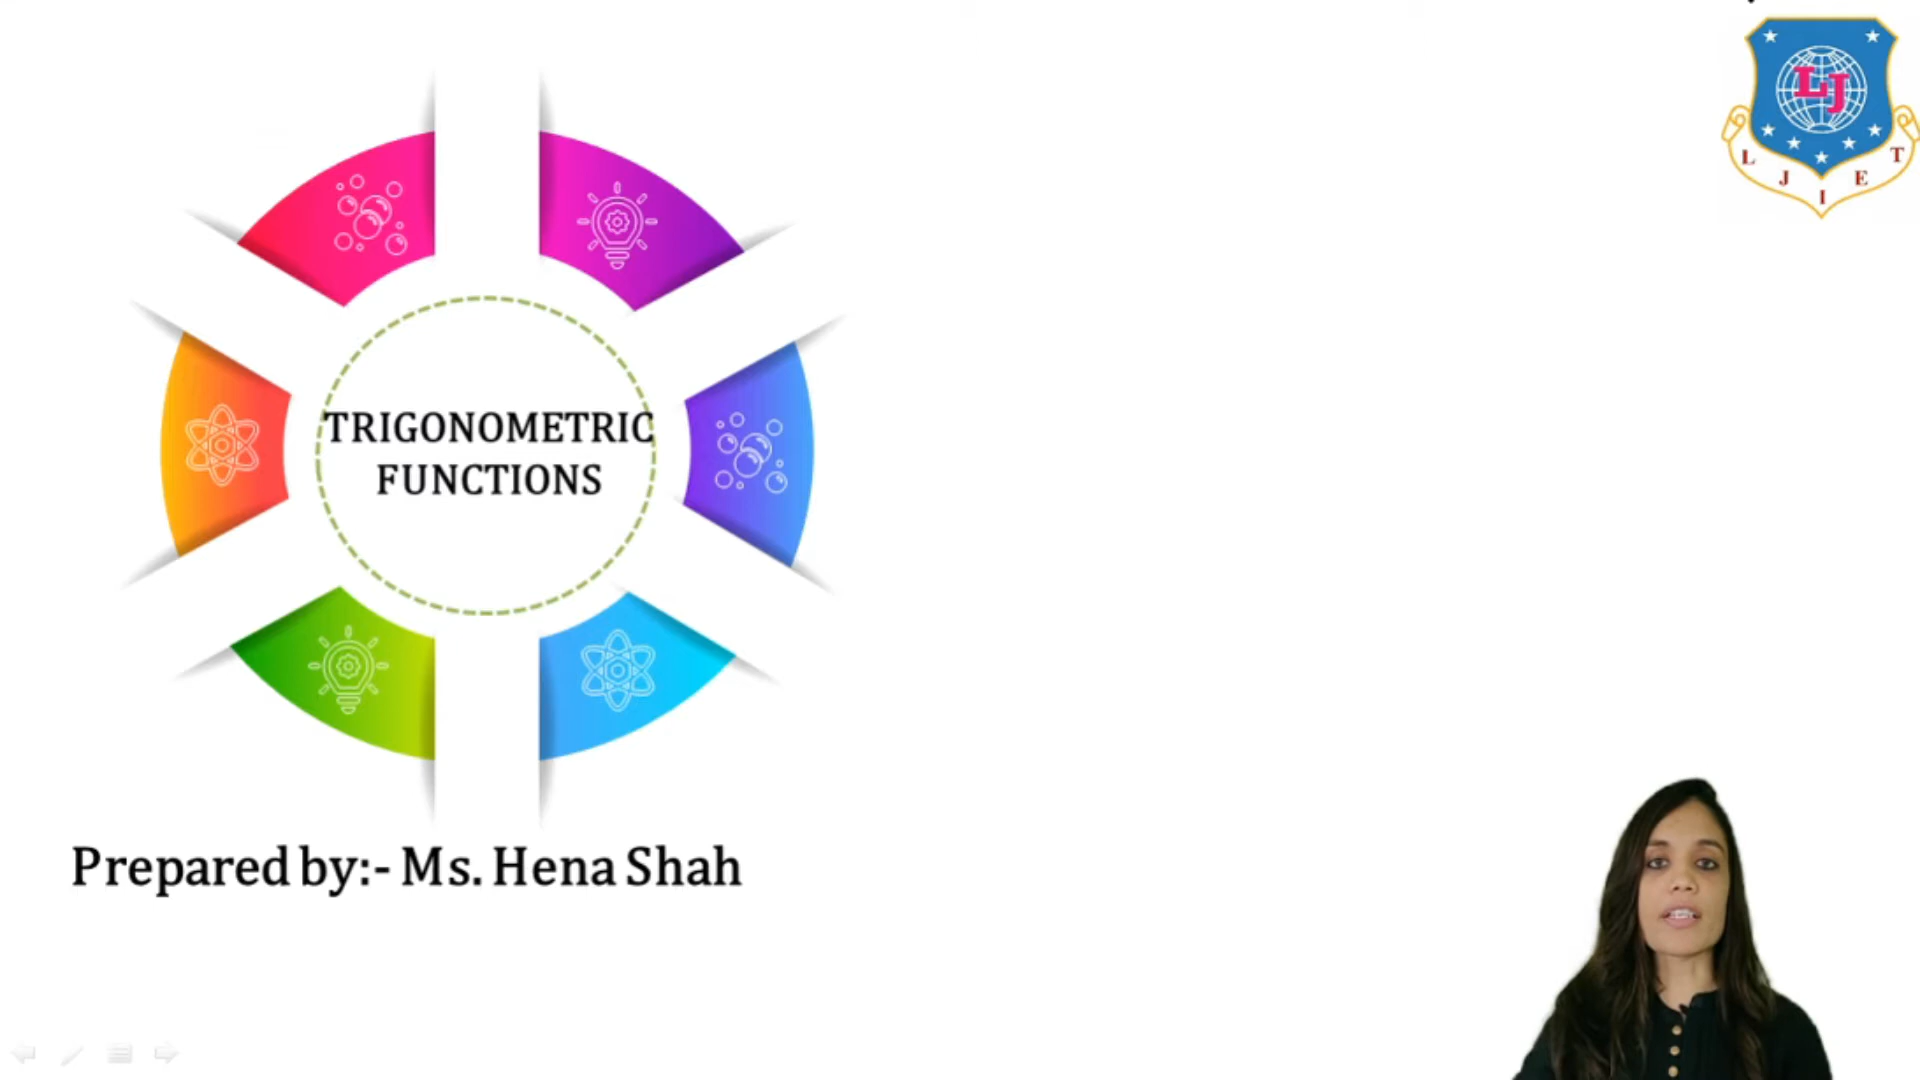 TRIGONOMETRIC
FUNCTIONS
Prepared by:- Ms. Hena Shah
LJ
L J I E T